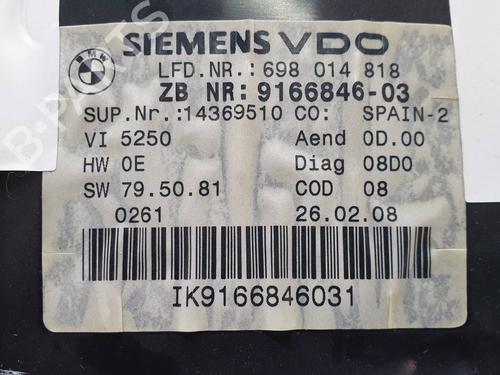 BMW
SIEMENS VDO
LFD.NR.: 698 014 818
ZB NR: 9166846-03
SUP.Nr.:14369510 CO: SPAIN-2
VI 5250 Aend 0D.00
HW 0E Diag 08D0
SW 79.50.81 COD 08
0261 26.02.08
IK9166846031
B-PARTS